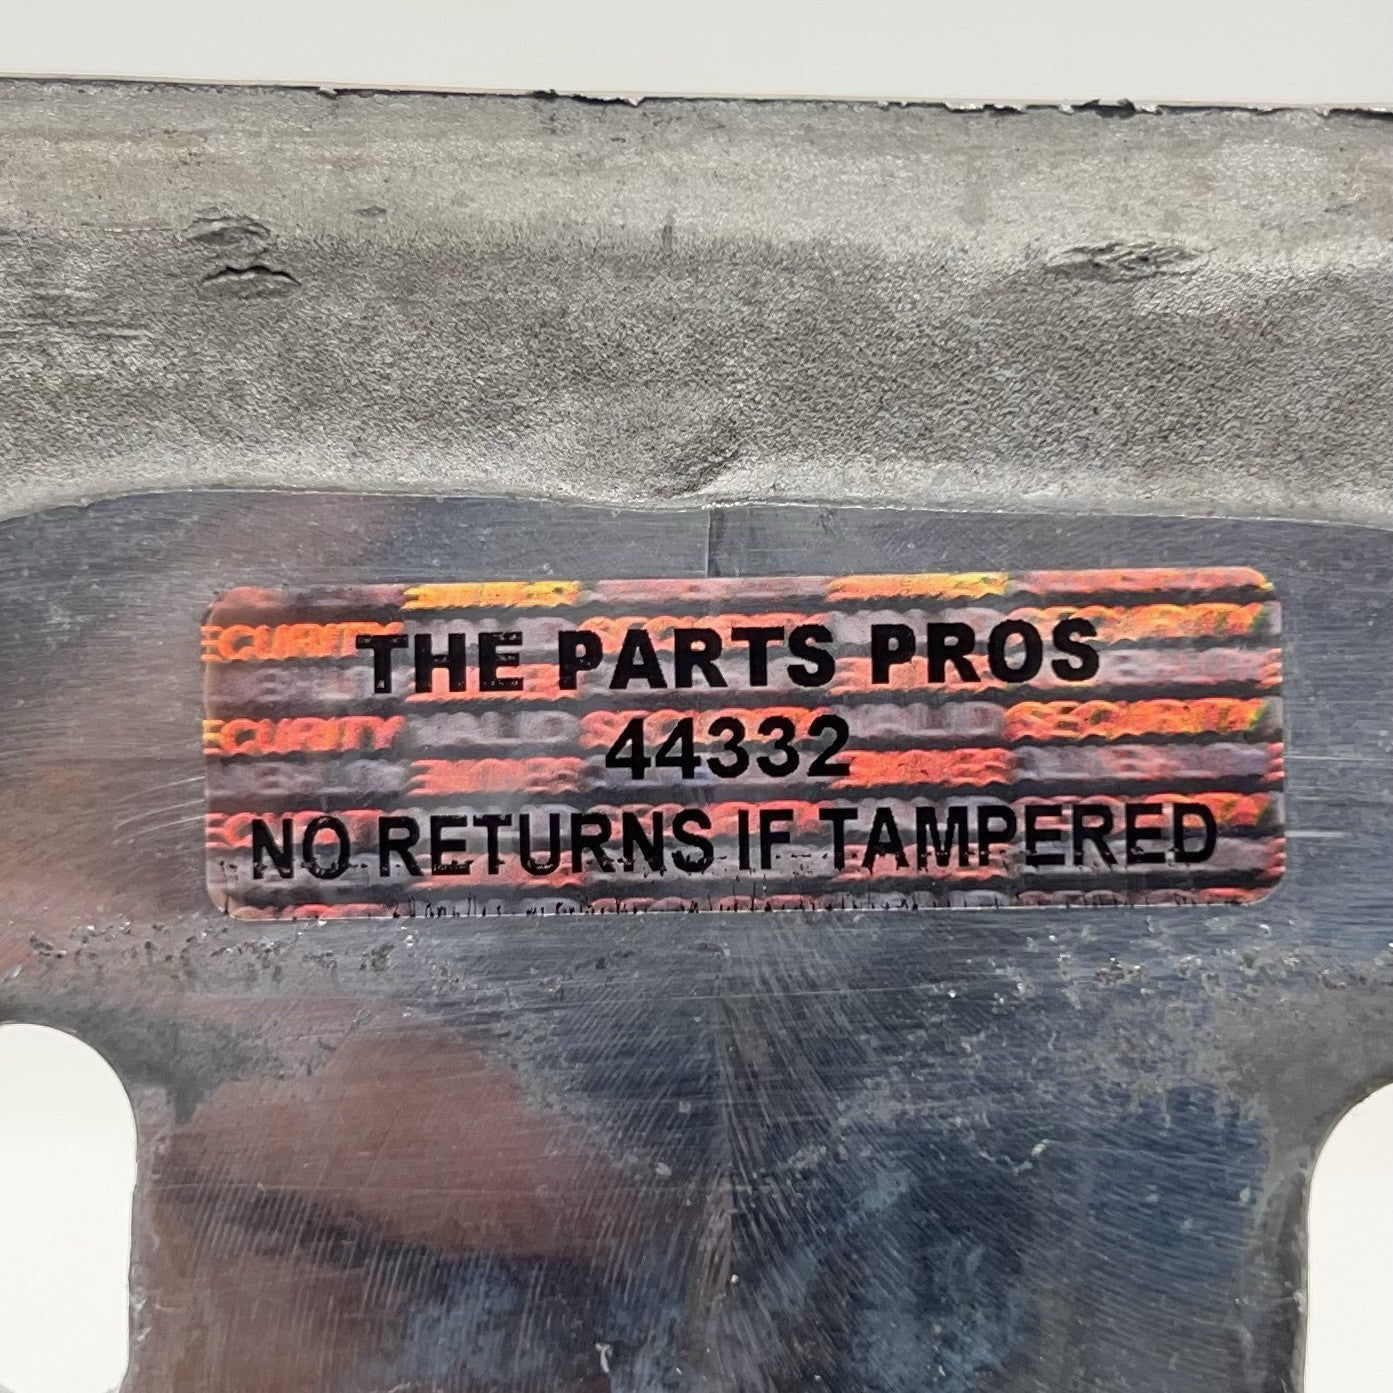 THE PARTS PROS
44332
NO RETURNS IF TAMPERED